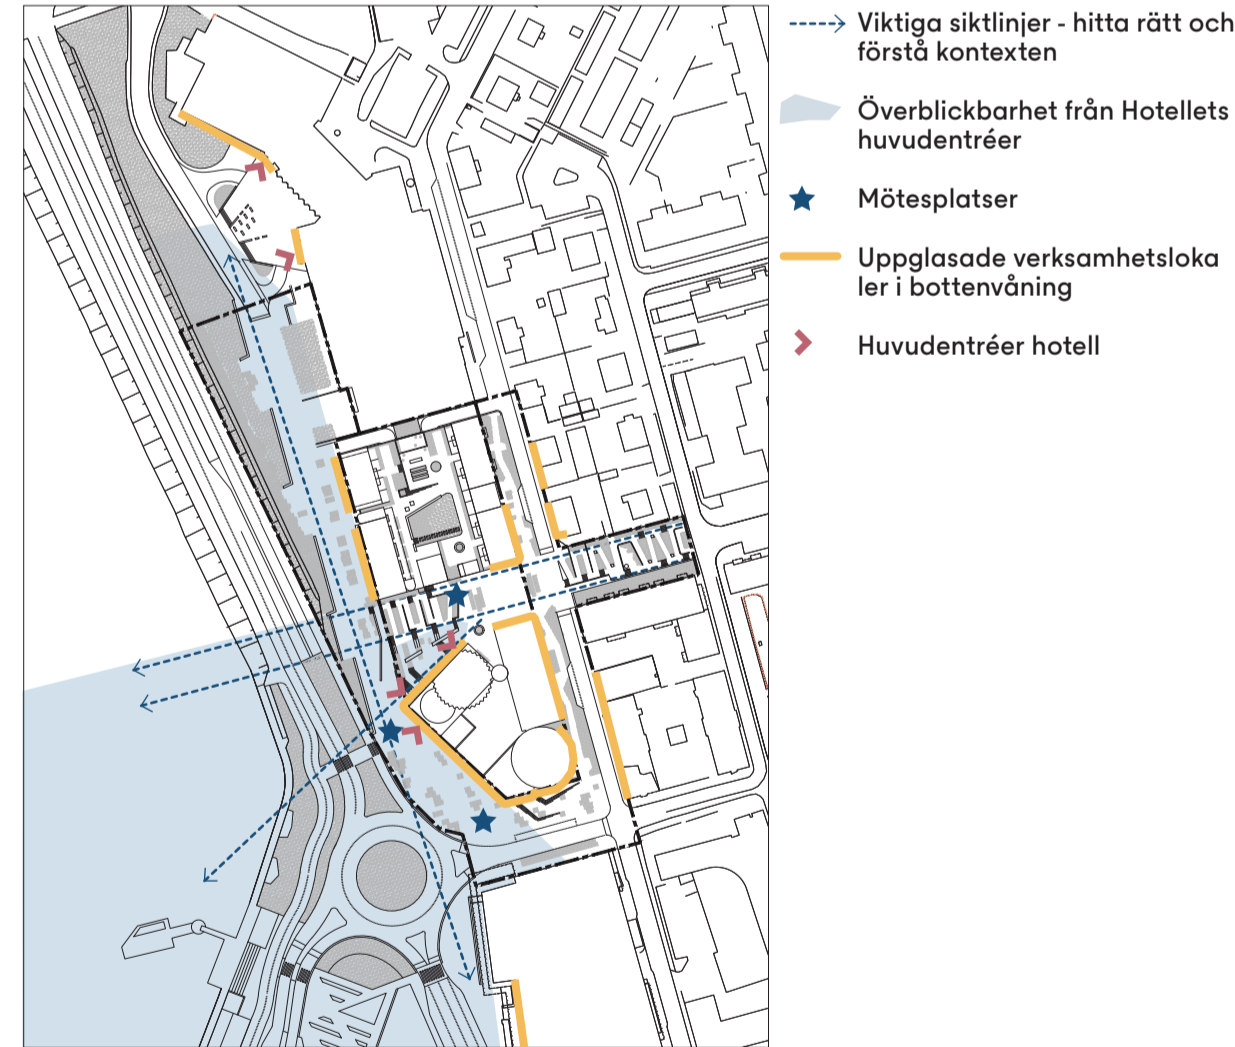 Viktiga siktlinjer - hitta rätt och
förstå kontexten
Överblickbarhet från Hotellets
huvudentréer
Mötesplatser
Uppglasade verksamhetsloka
ler i bottenvåning
Huvudentréer hotell